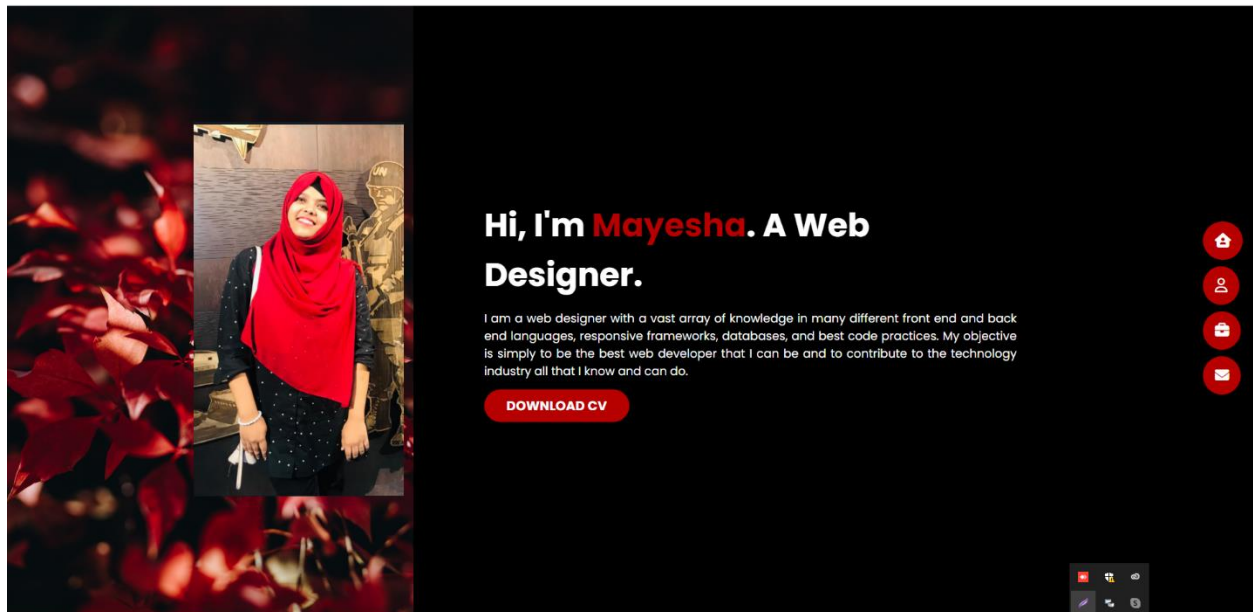 UN
Hi, I'm Mayesha. A Web
Designer.
I am a web designer with a vast array of knowledge in many different front end and back
end languages, responsive frameworks, databases, and best code practices. My objective
is simply to be the best web developer that I can be and to contribute to the technology
industry all that I know and can do.
DOWNLOAD CV